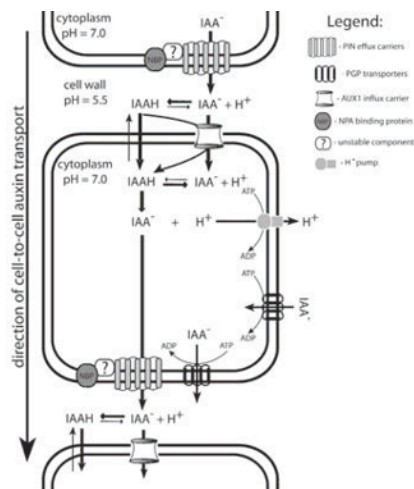 cytoplasm
pH = 7.0
IAA⁻
NBP
?
cell wall
pH = 5.5
IAAH
IAA⁻ + H⁺
cytoplasm
pH = 7.0
IAAH
IAA⁻ + H⁺
IAA⁻ + H⁺
H⁺
ATP
ADP
ATP
IAA⁻
ADP
IAA⁻
ADP
ATP
NBP
?
IAAH
IAA⁻ + H⁺
direction of cell-to-cell auxin transport
Legend:
- PIN efflux carriers
- PGP transporters
- AUX1 influx carrier
NBP
- NPA binding protein
?
- unstable component
- H⁺ pump